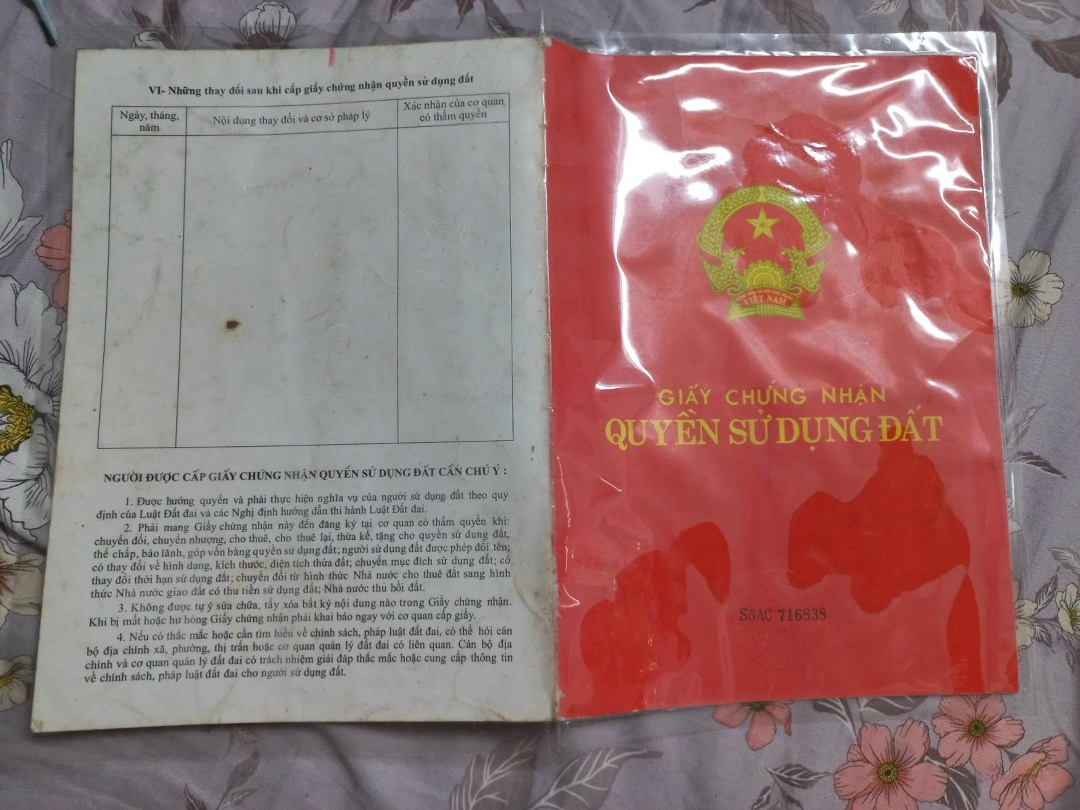 VI- Những thay đổi sau khi cấp giấy chứng nhận quyền sử dụng đất
Ngày, tháng, năm
Nội dung thay đổi và cơ sở pháp lý
Xác nhận của cơ quan có thẩm quyền
NGƯỜI ĐƯỢC CẤP GIẤY CHỨNG NHẬN QUYỀN SỬ DỤNG ĐẤT CẦN CHÚ Ý :
1. Được hưởng quyền và phải thực hiện nghĩa vụ của người sử dụng đất theo quy
định của Luật Đất đai và các Nghị định hướng dẫn thi hành Luật Đất đai.
2. Phải mang Giấy chứng nhận này đến đăng ký tại cơ quan có thẩm quyền khi:
chuyển đổi, chuyển nhượng, cho thuê, cho thuê lại, thừa kế, tặng cho quyền sử dụng đất,
thế chấp, bảo lãnh, góp vốn bằng quyền sử dụng đất; người sử dụng đất được phép đổi tên;
có thay đổi về hình dạng, kích thước, diện tích thửa đất; chuyển mục đích sử dụng đất; có
thay đổi thời hạn sử dụng đất; chuyển đổi từ hình thức Nhà nước cho thuê đất sang hình
thức Nhà nước giao đất có thu tiền sử dụng đất; Nhà nước thu hồi đất.
3. Không được tự ý sửa chữa, tẩy xóa bất kỳ nội dung nào trong Giấy chứng nhận.
Khi bị mất hoặc hư hỏng Giấy chứng nhận phải khai báo ngay với cơ quan cấp giấy.
4. Nếu có thắc mắc hoặc cần tìm hiểu về chính sách, pháp luật đất đai, có thể hỏi cán
bộ địa chính xã, phường, thị trấn hoặc cơ quan quản lý đất đai có liên quan. Cán bộ địa
chính và cơ quan quản lý đất đai có trách nhiệm giải đáp thắc mắc hoặc cung cấp thông tin
về chính sách, pháp luật đất đai cho người sử dụng đất.
VIỆT NAM
GIẤY CHỨNG NHẬN
QUYỀN SỬ DỤNG ĐẤT
Số AC 716838